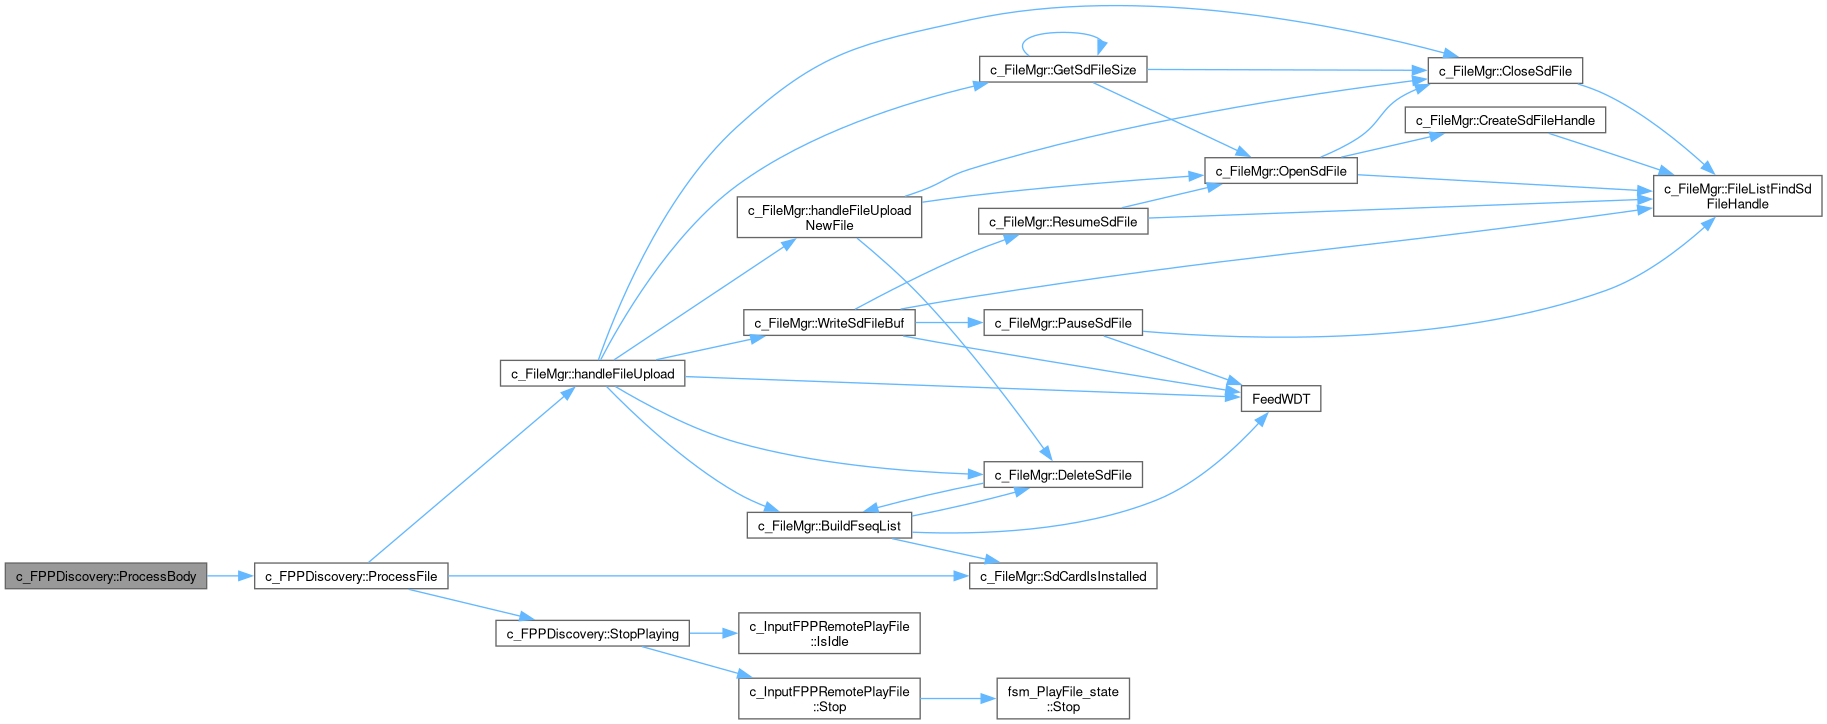 c_FileMgr::GetSdFileSize
c_FileMgr::CloseSdFile
c_FileMgr::CreateSdFileHandle
c_FileMgr::OpenSdFile
c_FileMgr::FileListFindSd
FileHandle
c_FileMgr::handleFileUpload
NewFile
c_FileMgr::ResumeSdFile
c_FileMgr::WriteSdFileBuf
c_FileMgr::PauseSdFile
c_FileMgr::handleFileUpload
FeedWDT
c_FileMgr::DeleteSdFile
c_FileMgr::BuildFseqList
c_FPPDiscovery::ProcessBody
c_FPPDiscovery::ProcessFile
c_FileMgr::SdCardIsInstalled
c_FPPDiscovery::StopPlaying
c_InputFPPRemotePlayFile
::IsIdle
c_InputFPPRemotePlayFile
::Stop
fsm_PlayFile_state
::Stop